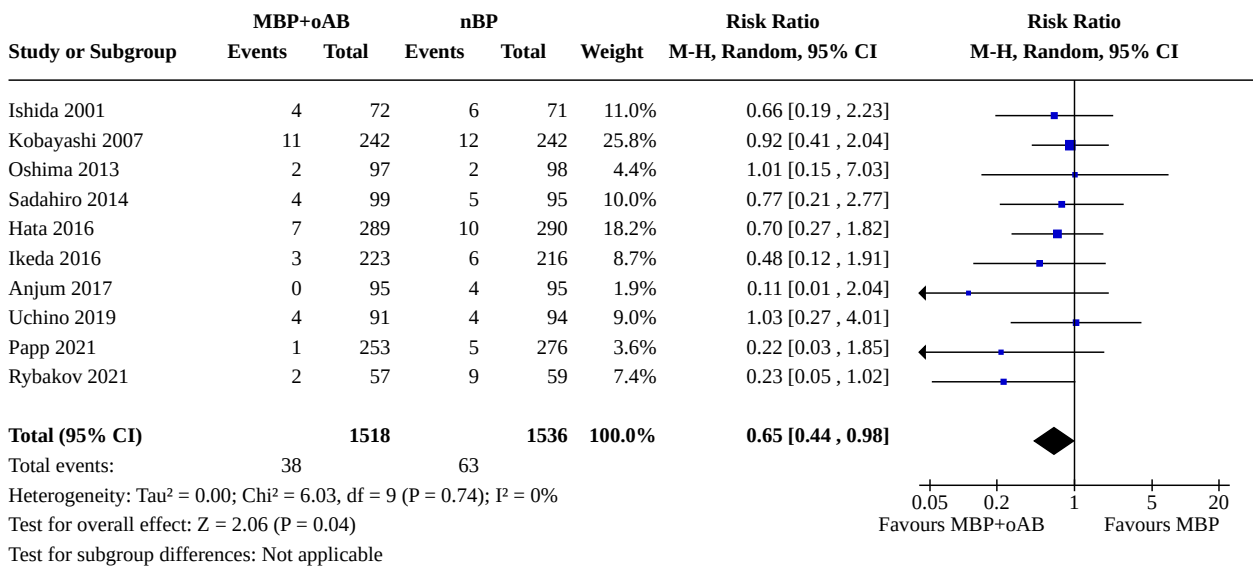 MBP+oAB nBP Risk Ratio Risk Ratio
Study or Subgroup Events Total Events Total Weight M-H, Random, 95% CI M-H, Random, 95% CI
Ishida 2001 4 72 6 71 11.0% 0.66 [0.19 , 2.23]
Kobayashi 2007 11 242 12 242 25.8% 0.92 [0.41 , 2.04]
Oshima 2013 2 97 2 98 4.4% 1.01 [0.15 , 7.03]
Sadahiro 2014 4 99 5 95 10.0% 0.77 [0.21 , 2.77]
Hata 2016 7 289 10 290 18.2% 0.70 [0.27 , 1.82]
Ikeda 2016 3 223 6 216 8.7% 0.48 [0.12 , 1.91]
Anjum 2017 0 95 4 95 1.9% 0.11 [0.01 , 2.04]
Uchino 2019 4 91 4 94 9.0% 1.03 [0.27 , 4.01]
Papp 2021 1 253 5 276 3.6% 0.22 [0.03 , 1.85]
Rybakov 2021 2 57 9 59 7.4% 0.23 [0.05 , 1.02]
Total (95% CI) 1518 1536 100.0% 0.65 [0.44 , 0.98]
Total events: 38 63
Heterogeneity: Tau² = 0.00; Chi² = 6.03, df = 9 (P = 0.74); I² = 0%
Test for overall effect: Z = 2.06 (P = 0.04)
Test for subgroup differences: Not applicable
0.05 0.2 1 5 20
Favours MBP+oAB Favours MBP